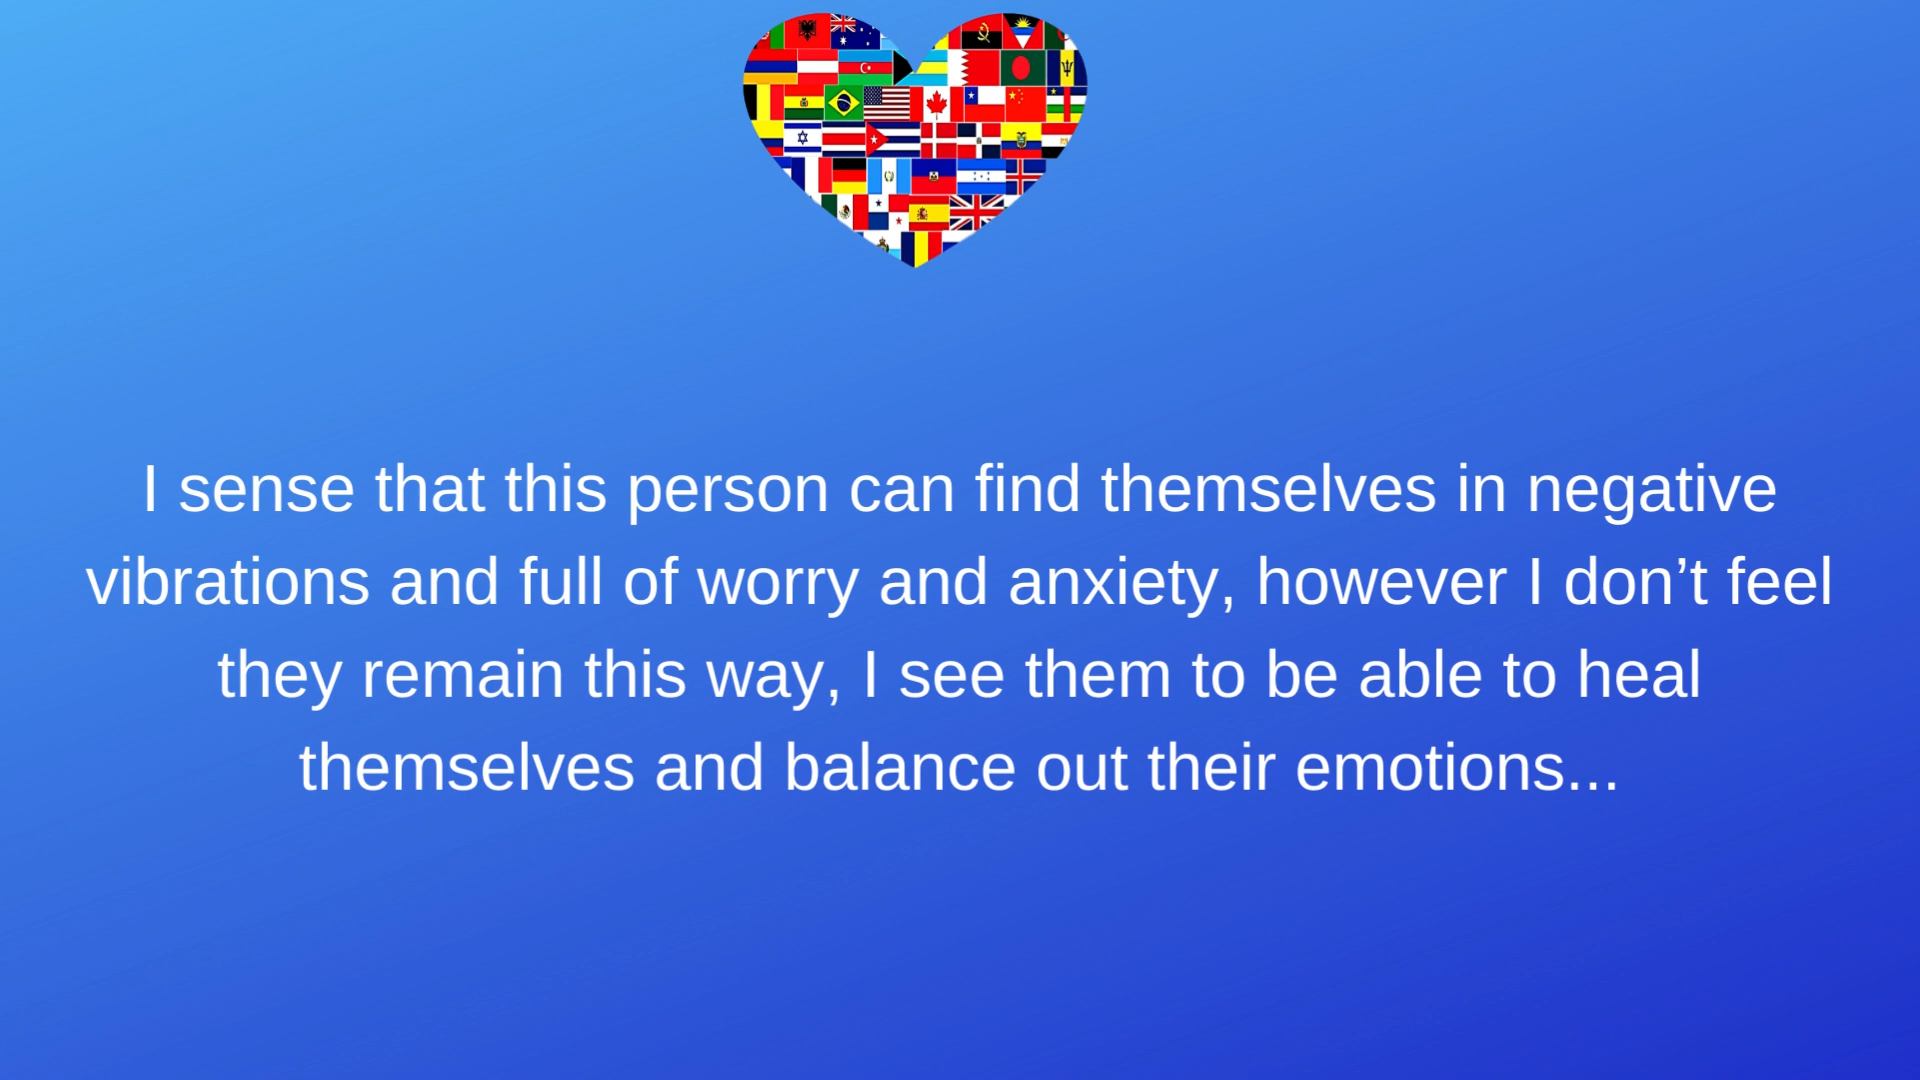 I sense that this person can find themselves in negative
vibrations and full of worry and anxiety, however I don’t feel
they remain this way, I see them to be able to heal
themselves and balance out their emotions...